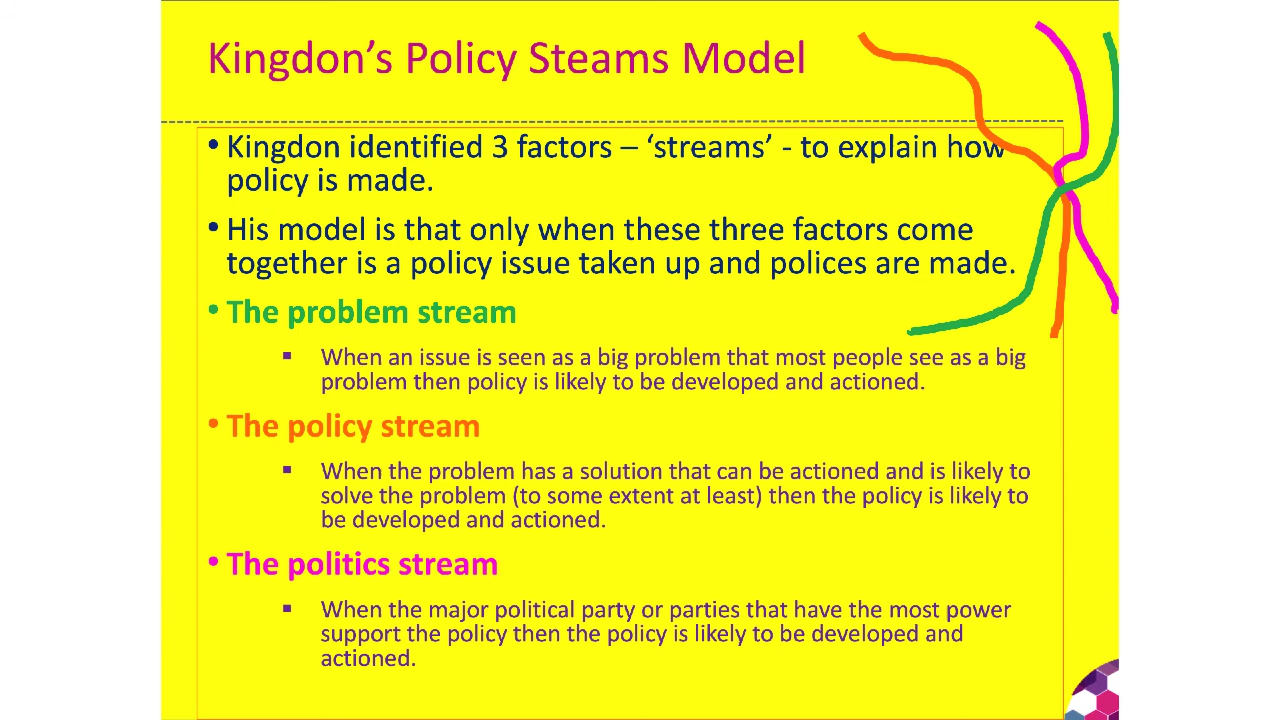 Kingdon's Policy Steams Model
• Kingdon identified 3 factors – 'streams' - to explain how
policy is made.
• His model is that only when these three factors come
together is a policy issue taken up and polices are made.
• The problem stream
▪ When an issue is seen as a big problem that most people see as a big
problem then policy is likely to be developed and actioned.
• The policy stream
▪ When the problem has a solution that can be actioned and is likely to
solve the problem (to some extent at least) then the policy is likely to
be developed and actioned.
• The politics stream
▪ When the major political party or parties that have the most power
support the policy then the policy is likely to be developed and
actioned.